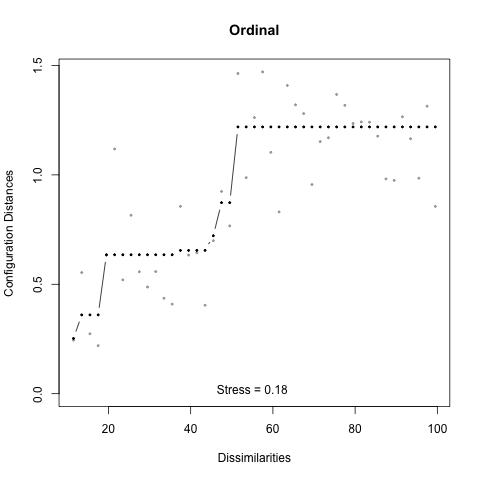 Ordinal
Configuration Distances
1.5
1.0
0.5
0.0
Stress = 0.18
20 40 60 80 100
Dissimilarities